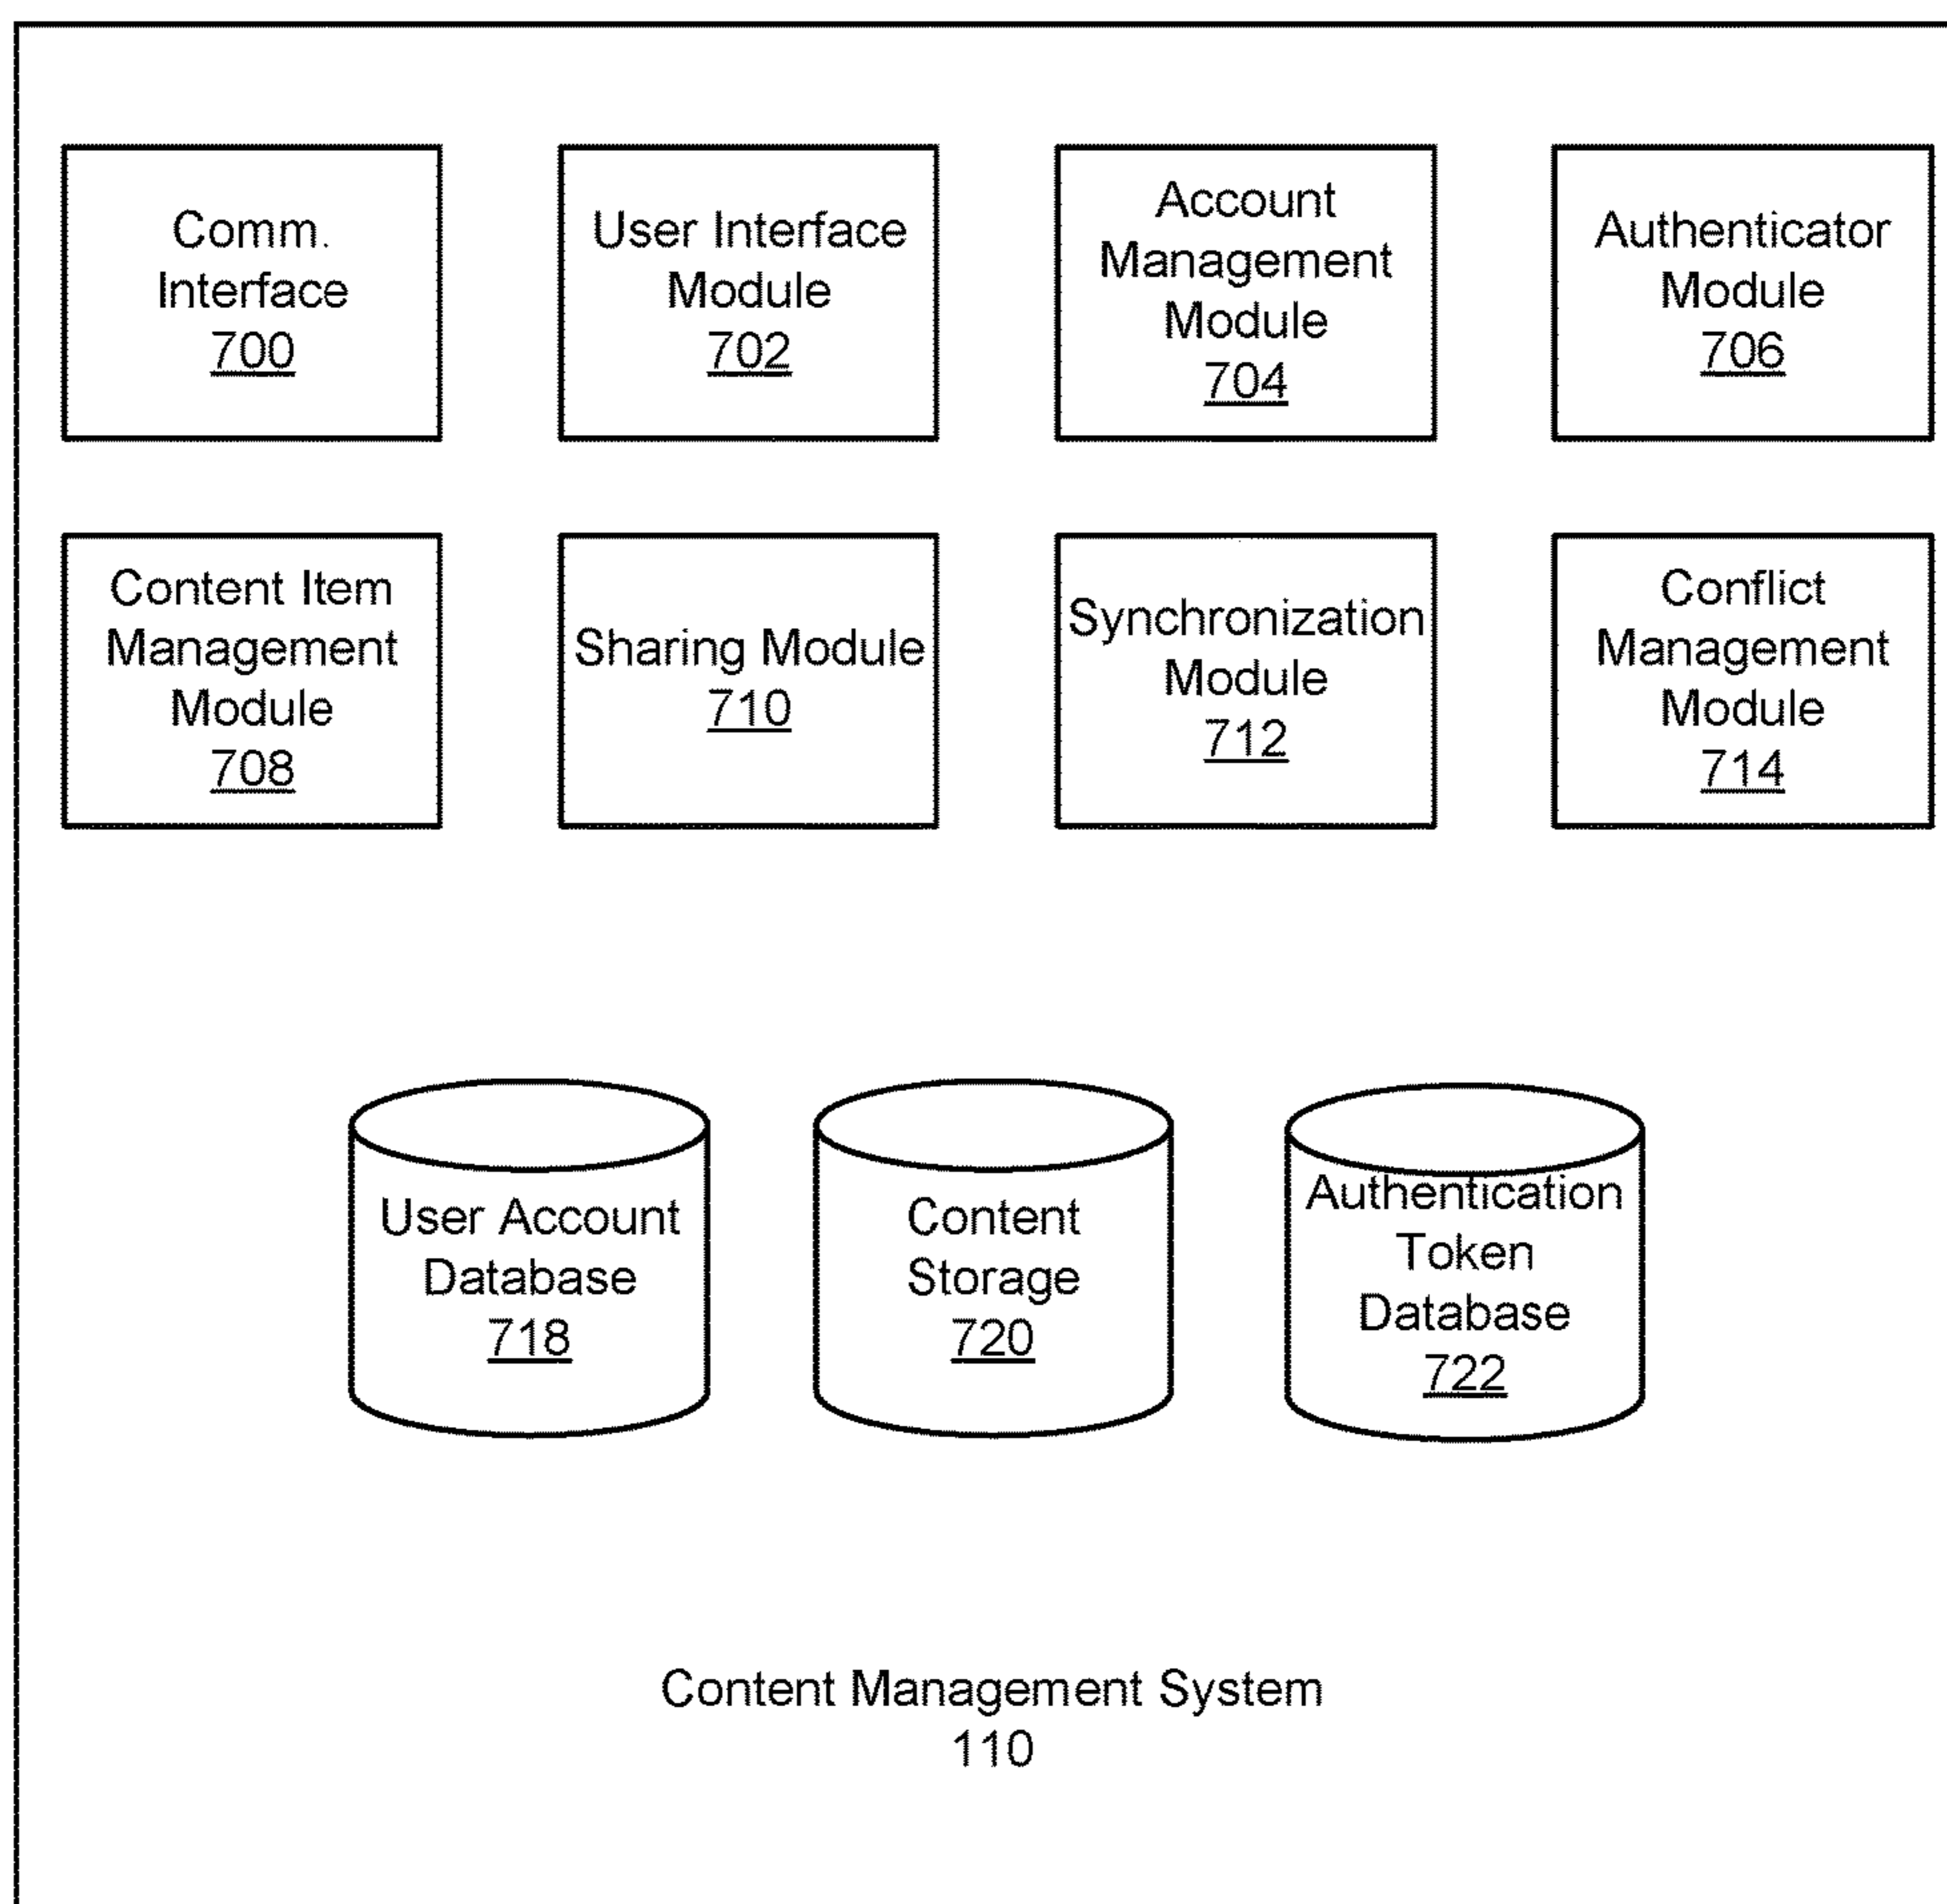 Comm.
Interface
700
User Interface
Module
702
Account
Management
Module
704
Authenticator
Module
706
Content Item
Management
Module
708
Sharing Module
710
Synchronization
Module
712
Conflict
Management
Module
714
User Account
Database
718
Content
Storage
720
Authentication
Token
Database
722
Content Management System
110